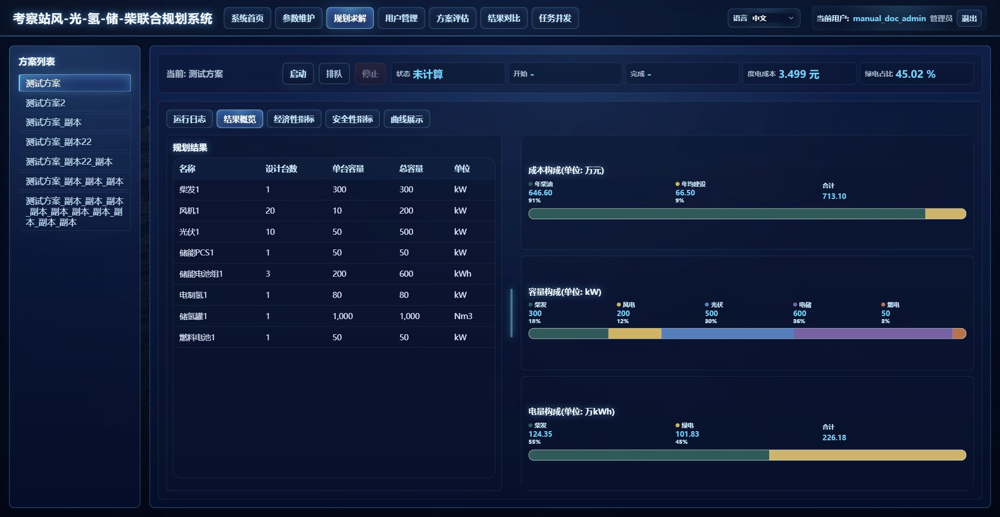 考察站风-光-氢-储-柴联合规划系统 系统首页 参数维护 规划求解 用户管理 方案评估 结果对比 任务并发 语言 中文 当前用户: manual_doc_admin 管理员 退出
方案列表
测试方案
测试方案2
测试方案_副本
测试方案_副本22
测试方案_副本22_副本
测试方案_副本_副本_副本
测试方案_副本_副本_副本
_副本_副本_副本_副本_副
本_副本_副本
当前: 测试方案 启动 排队 停止 状态 未计算 开始 - 完成 - 度电成本 3.499 元 绿电占比 45.02 %
运行日志 结果概览 经济性指标 安全性指标 曲线展示
规划结果
名称 设计台数 单台容量 总容量 单位
柴发1 1 300 300 kW
风机1 20 10 200 kW
光伏1 10 50 500 kW
储能PCS1 1 50 50 kW
储能电池组1 3 200 600 kWh
电制氢1 1 80 80 kW
储氢罐1 1 1,000 1,000 Nm3
燃料电池1 1 50 50 kW
成本构成(单位: 万元)
年柴油 年均建设 合计
646.60 66.50 713.10
91% 9%
容量构成(单位: kW)
柴发 风电 光伏 电储 燃电
300 200 500 600 50
18% 12% 30% 36% 3%
电量构成(单位: 万kWh)
柴发 绿电 合计
124.35 101.83 226.18
55% 45%